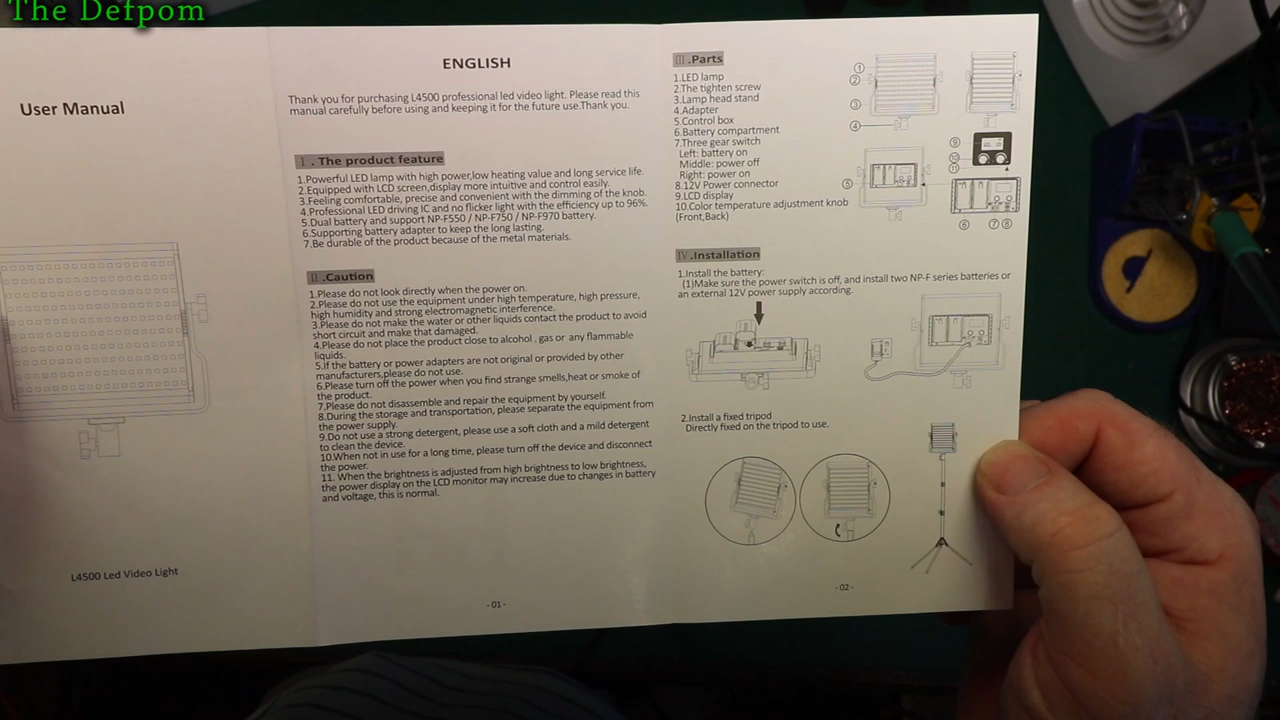 The Defpom
User Manual
L4500 Led Video Light
ENGLISH
Thank you for purchasing L4500 professional led video light. Please read this
manual carefully before using and keeping it for the future use.Thank you.
I . The product feature
1.Powerful LED lamp with high power,low heating value and long service life.
2.Equipped with LCD screen,display more intuitive and control easily.
3.Feeling comfortable, precise and convenient with the dimming of the knob.
4.Professional LED driving IC and no flicker light with the efficiency up to 96%.
5.Dual battery and support NP-F550 / NP-F750 / NP-F970 battery.
6.Supporting battery adapter to keep the long lasting.
7.Be durable of the product because of the metal materials.
II .Caution
1.Please do not look directly when the power on.
2.Please do not use the equipment under high temperature, high pressure,
high humidity and strong electromagnetic interference.
3.Please do not make the water or other liquids contact the product to avoid
short circuit and make that damaged.
4.Please do not place the product close to alcohol , gas or any flammable
liquids.
5.If the battery or power adapters are not original or provided by other
manufacturers,please do not use.
6.Please turn off the power when you find strange smells,heat or smoke of
the product.
7.Please do not disassemble and repair the equipment by yourself.
8.During the storage and transportation, please separate the equipment from
the power supply.
9.Do not use a strong detergent, please use a soft cloth and a mild detergent
to clean the device.
10.When not in use for a long time, please turn off the device and disconnect
the power.
11. When the brightness is adjusted from high brightness to low brightness,
the power display on the LCD monitor may increase due to changes in battery
and voltage, this is normal.
- 01 -
III .Parts
1.LED lamp
2.The tighten screw
3.Lamp head stand
4.Adapter
5.Control box
6.Battery compartment
7.Three gear switch
Left: battery on
Middle: power off
Right: power on
8.12V Power connector
9.LCD display
10.Color temperature adjustment knob
(Front,Back)
①
②
③
④
⑤
⑨
⑩
⑪
⑥ ⑦ ⑧
IV .Installation
1.Install the battery:
(1)Make sure the power switch is off, and install two NP-F series batteries or
an external 12V power supply according.
2.Install a fixed tripod
Directly fixed on the tripod to use.
- 02 -